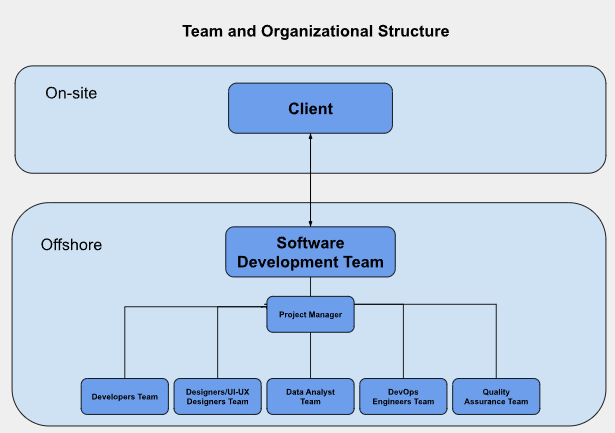 Team and Organizational Structure
On-site
Client
Offshore
Software
Development Team
Project Manager
Developers Team
Designers/UI-UX
Designers Team
Data Analyst
Team
DevOps
Engineers Team
Quality
Assurance Team